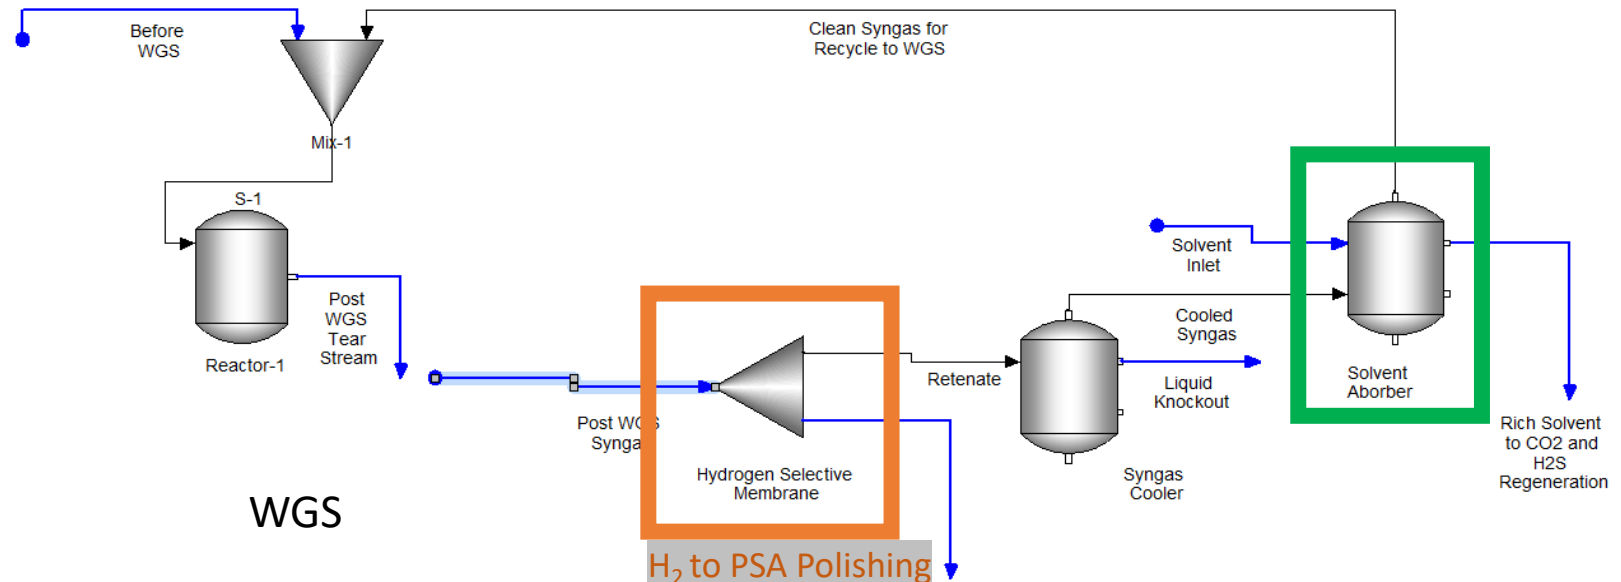 Before
WGS
Clean Syngas for
Recycle to WGS
Mix-1
S-1
Reactor-1
Post
WGS
Tear
Stream
Post WGS
Synga
Hydrogen Selective
Membrane
Retenate
Solvent
Inlet
Cooled
Syngas
Liquid
Knockout
Syngas
Cooler
Solvent
Aborber
Rich Solvent
to CO2 and
H2S
Regeneration
WGS
H₂ to PSA Polishing